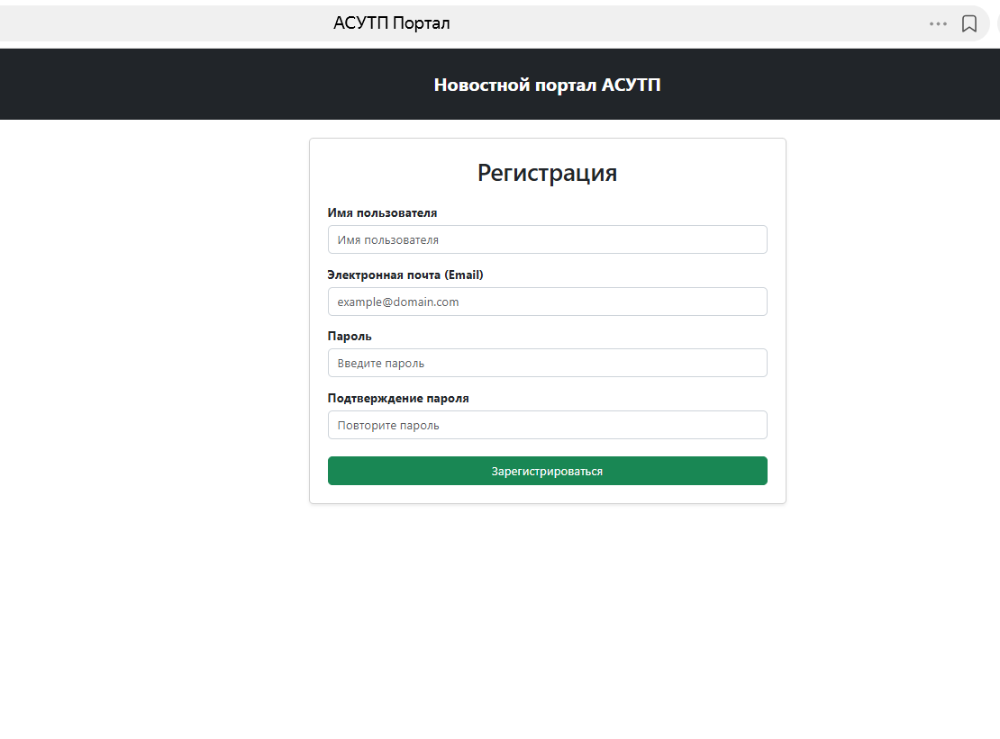 АСУТП Портал
Новостной портал АСУТП
Регистрация
Имя пользователя
Имя пользователя
Электронная почта (Email)
example@domain.com
Пароль
Введите пароль
Подтверждение пароля
Повторите пароль
Зарегистрироваться